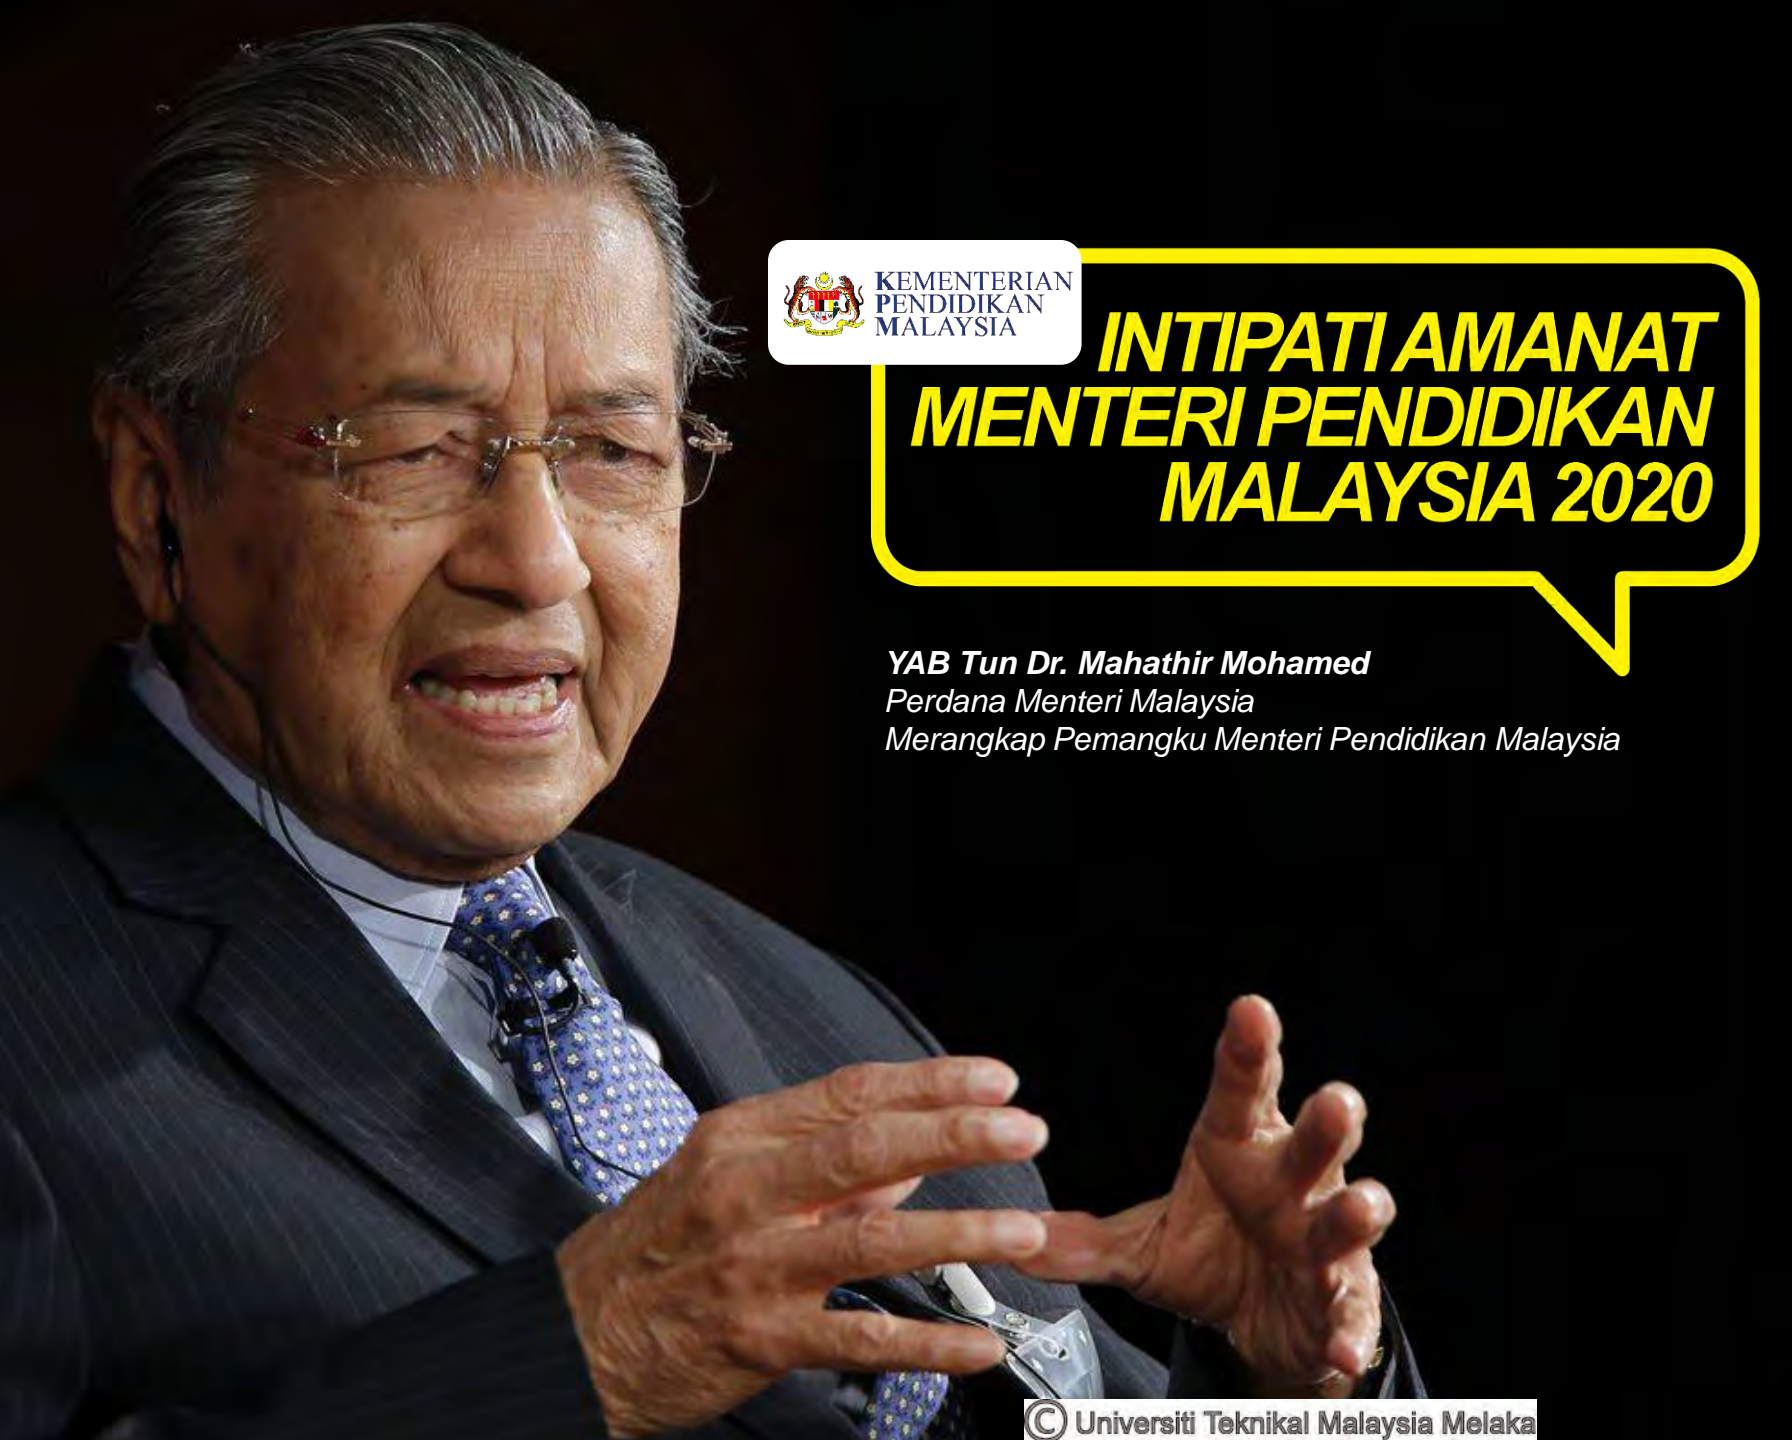 KEMENTERIAN
PENDIDIKAN
MALAYSIA
INTIPATI AMANAT
MENTERI PENDIDIKAN
MALAYSIA 2020
YAB Tun Dr. Mahathir Mohamed
Perdana Menteri Malaysia
Merangkap Pemangku Menteri Pendidikan Malaysia
© Universiti Teknikal Malaysia Melaka